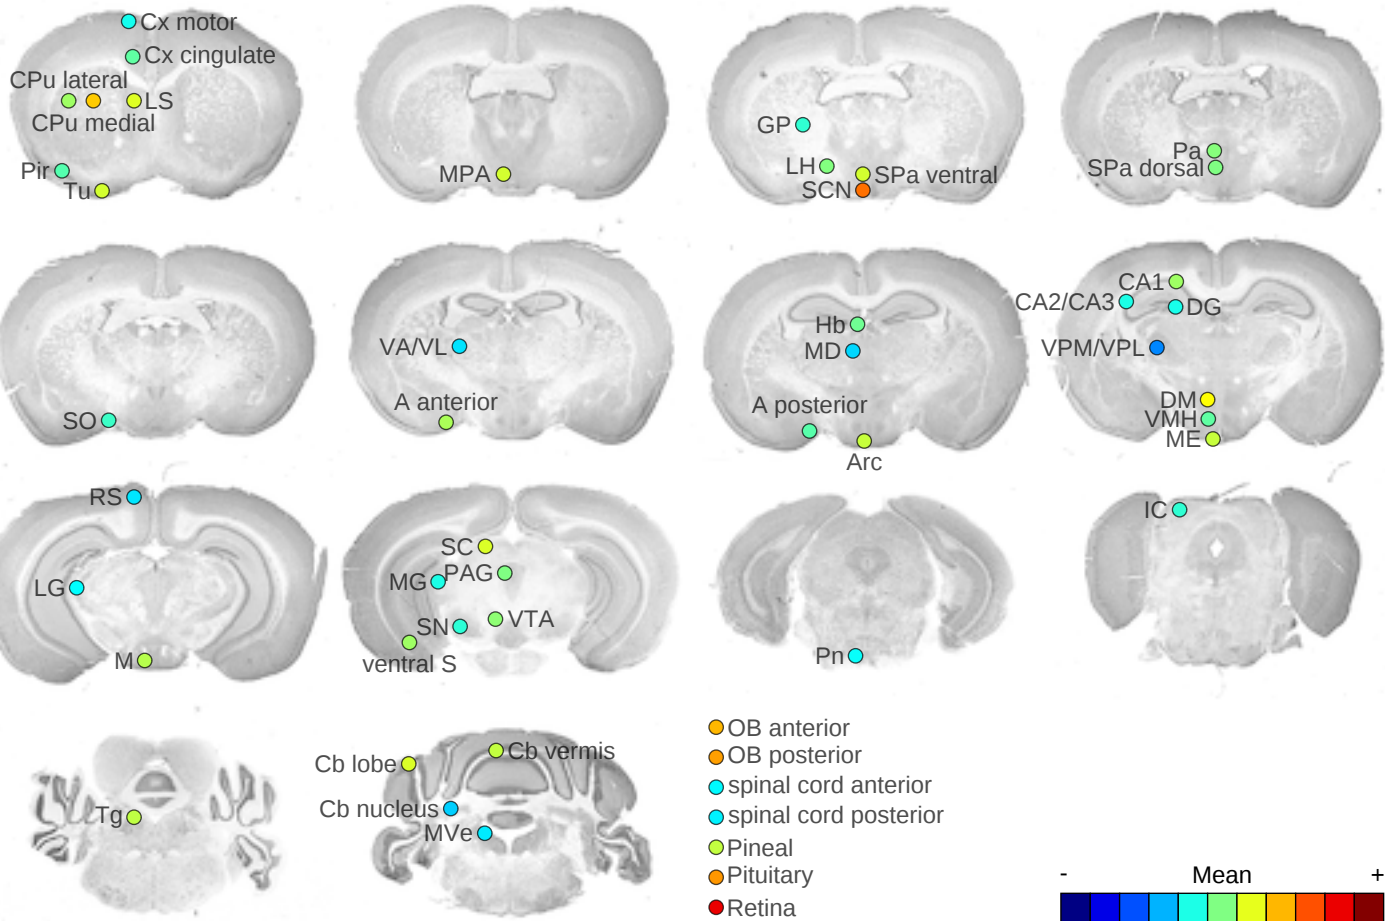 Cx motor
Cx cingulate
CPu lateral
LS
CPu medial
Pir
Tu
MPA
GP
LH
SPa ventral
SCN
Pa
SPa dorsal
SO
VA/VL
A anterior
Hb
MD
A posterior
Arc
CA1
CA2/CA3
DG
VPM/VPL
DM
VMH
ME
RS
LG
M
SC
MG
PAG
SN
VTA
ventral S
Pn
IC
Tg
Cb lobe
Cb vermis
Cb nucleus
MVe
OB anterior
OB posterior
spinal cord anterior
spinal cord posterior
Pineal
Pituitary
Retina
- Mean +